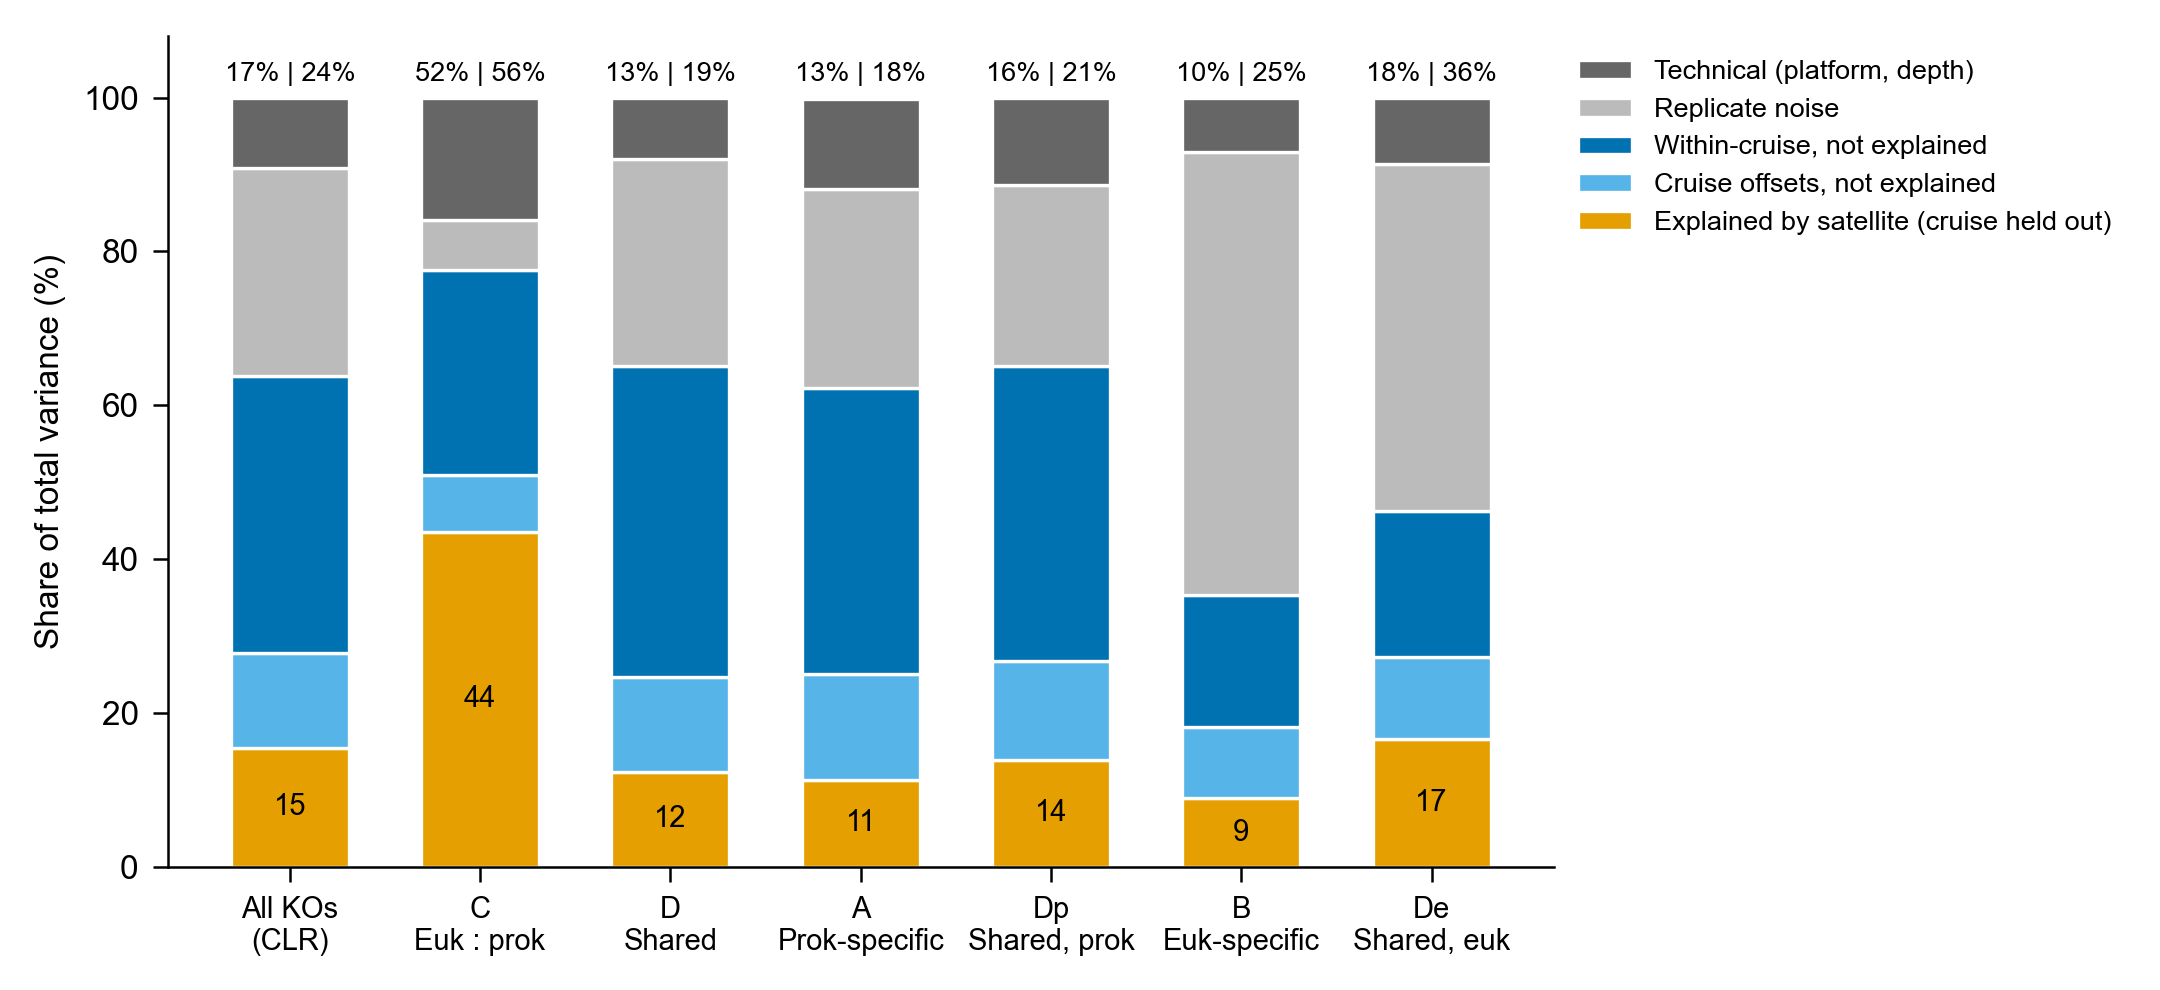 17% | 24%
52% | 56%
13% | 19%
13% | 18%
16% | 21%
10% | 25%
18% | 36%
Technical (platform, depth)
Replicate noise
Within-cruise, not explained
Cruise offsets, not explained
Explained by satellite (cruise held out)
Share of total variance (%)
100
80
60
40
20
0
15
44
12
11
14
9
17
All KOs
(CLR)
C
Euk : prok
D
Shared
A
Prok-specific
Dp
Shared, prok
B
Euk-specific
De
Shared, euk